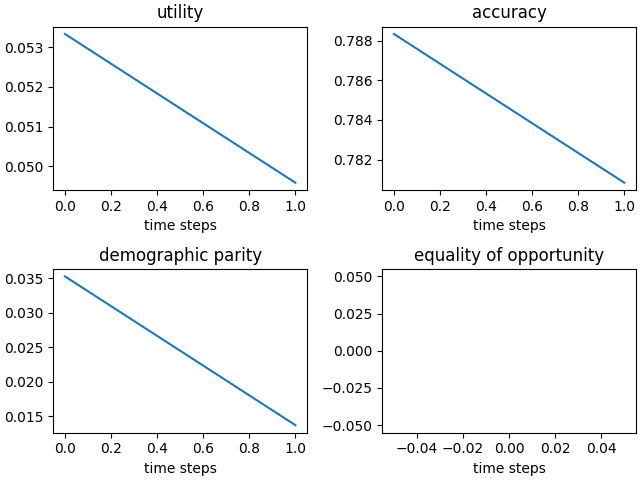 utility
0.053
0.052
0.051
0.050
0.0 0.2 0.4 0.6 0.8 1.0
time steps
accuracy
0.788
0.786
0.784
0.782
0.0 0.2 0.4 0.6 0.8 1.0
time steps
demographic parity
0.035
0.030
0.025
0.020
0.015
0.0 0.2 0.4 0.6 0.8 1.0
time steps
equality of opportunity
0.050
0.025
0.000
−0.025
−0.050
−0.04 −0.02 0.00 0.02 0.04
time steps